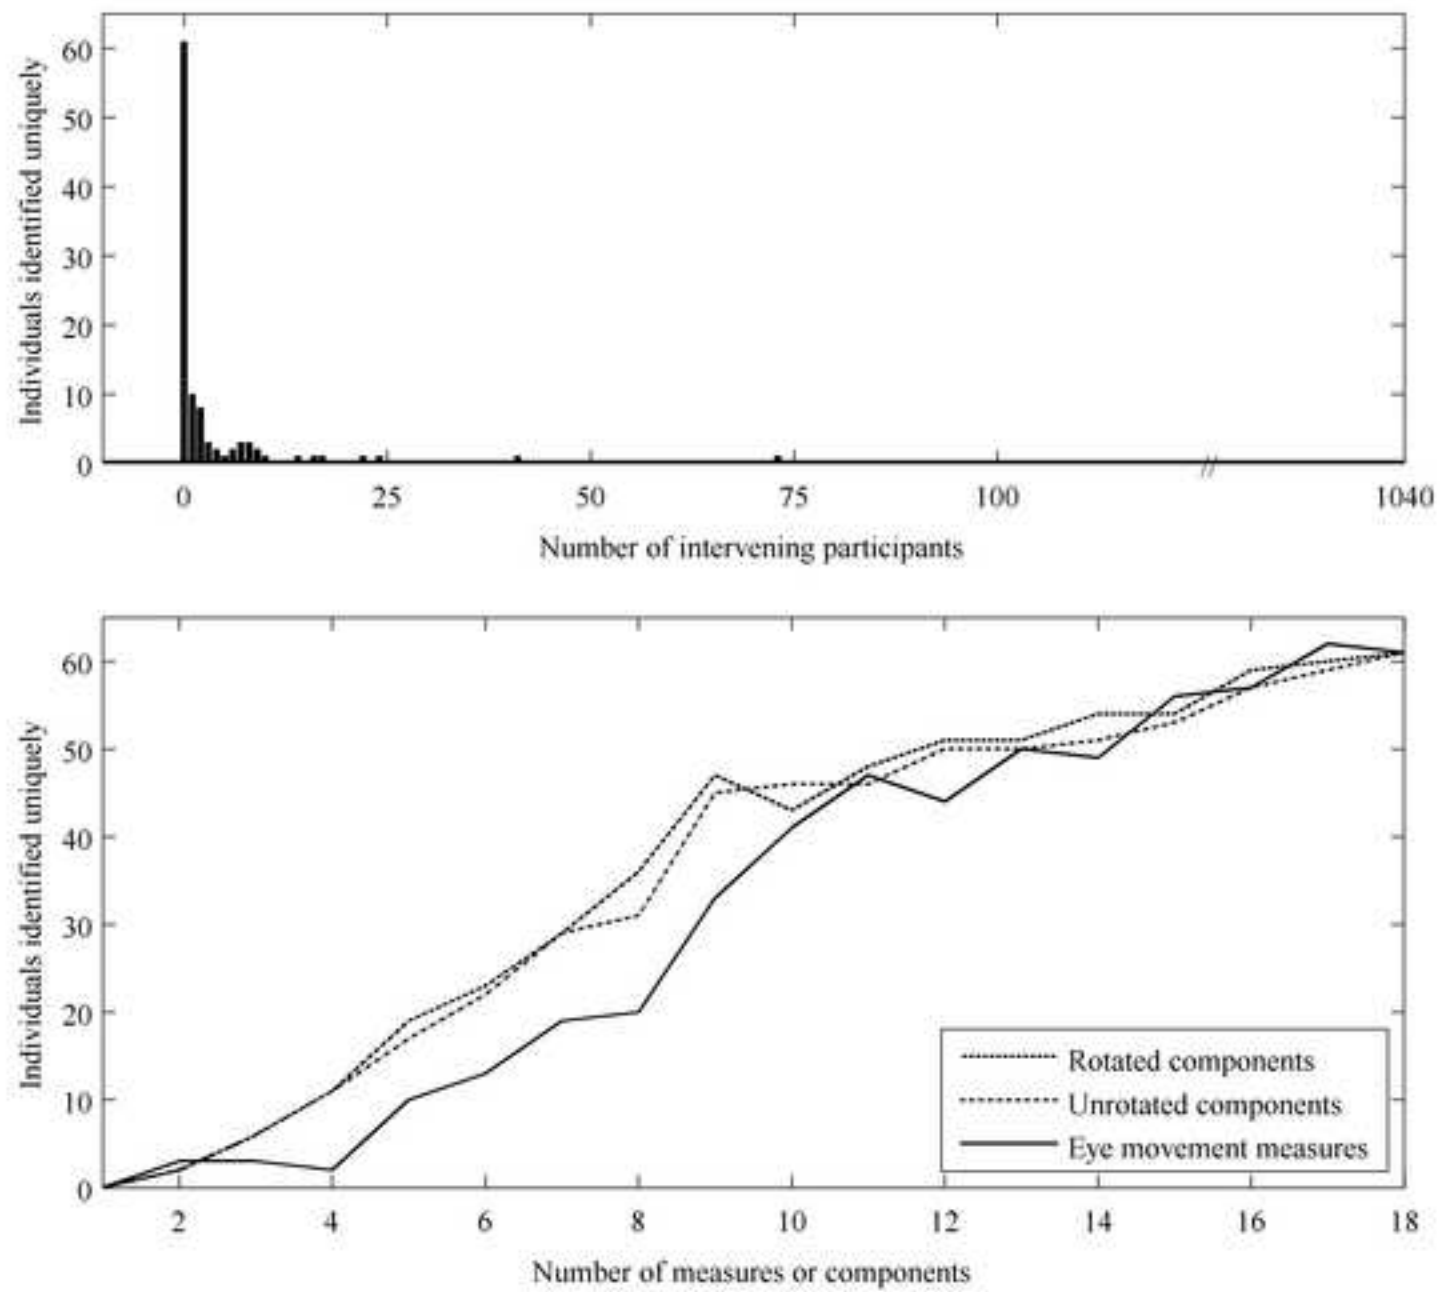 Individuals identified uniquely
60
50
40
30
20
10
0
0 25 50 75 100 // 1040
Number of intervening participants
Individuals identified uniquely
60
50
40
30
20
10
0
Rotated components
Unrotated components
Eye movement measures
2 4 6 8 10 12 14 16 18
Number of measures or components